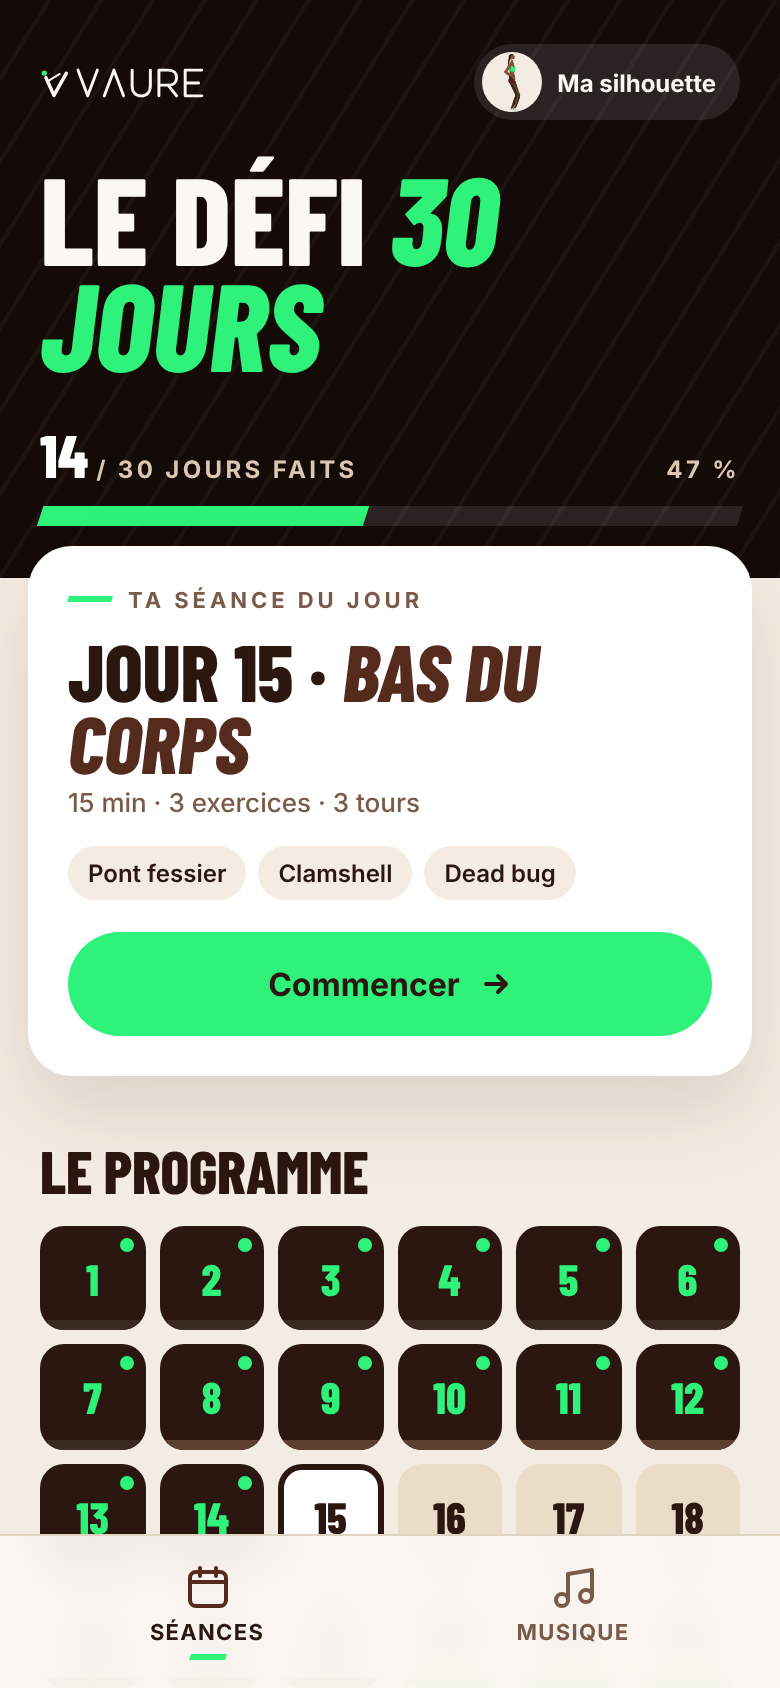 VAURE
Ma silhouette
LE DÉFI 30
JOURS
14 / 30 JOURS FAITS
47 %
TA SÉANCE DU JOUR
JOUR 15 · BAS DU
CORPS
15 min · 3 exercices · 3 tours
Pont fessier
Clamshell
Dead bug
Commencer →
LE PROGRAMME
1 2 3 4 5 6
7 8 9 10 11 12
13 14 15 16 17 18
SÉANCES
MUSIQUE